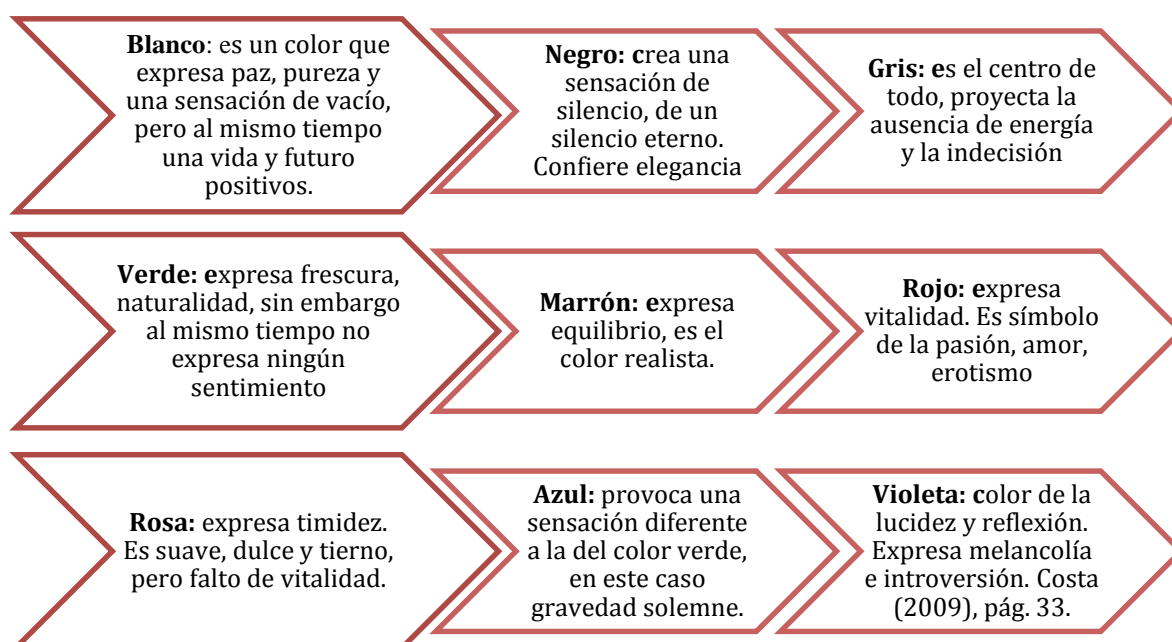 Blanco: es un color que
expresa paz, pureza y
una sensación de vacío,
pero al mismo tiempo
una vida y futuro
positivos.
Negro: crea una
sensación de
silencio, de un
silencio eterno.
Confiere elegancia
Gris: es el centro de
todo, proyecta la
ausencia de energía
y la indecisión
Verde: expresa frescura,
naturalidad, sin embargo
al mismo tiempo no
expresa ningún
sentimiento
Marrón: expresa
equilibrio, es el
color realista.
Rojo: expresa
vitalidad. Es símbolo
de la pasión, amor,
erotismo
Rosa: expresa timidez.
Es suave, dulce y tierno,
pero falto de vitalidad.
Azul: provoca una
sensación diferente
a la del color verde,
en este caso
gravedad solemne.
Violeta: color de la
lucidez y reflexión.
Expresa melancolía
e introversión. Costa
(2009), pág. 33.